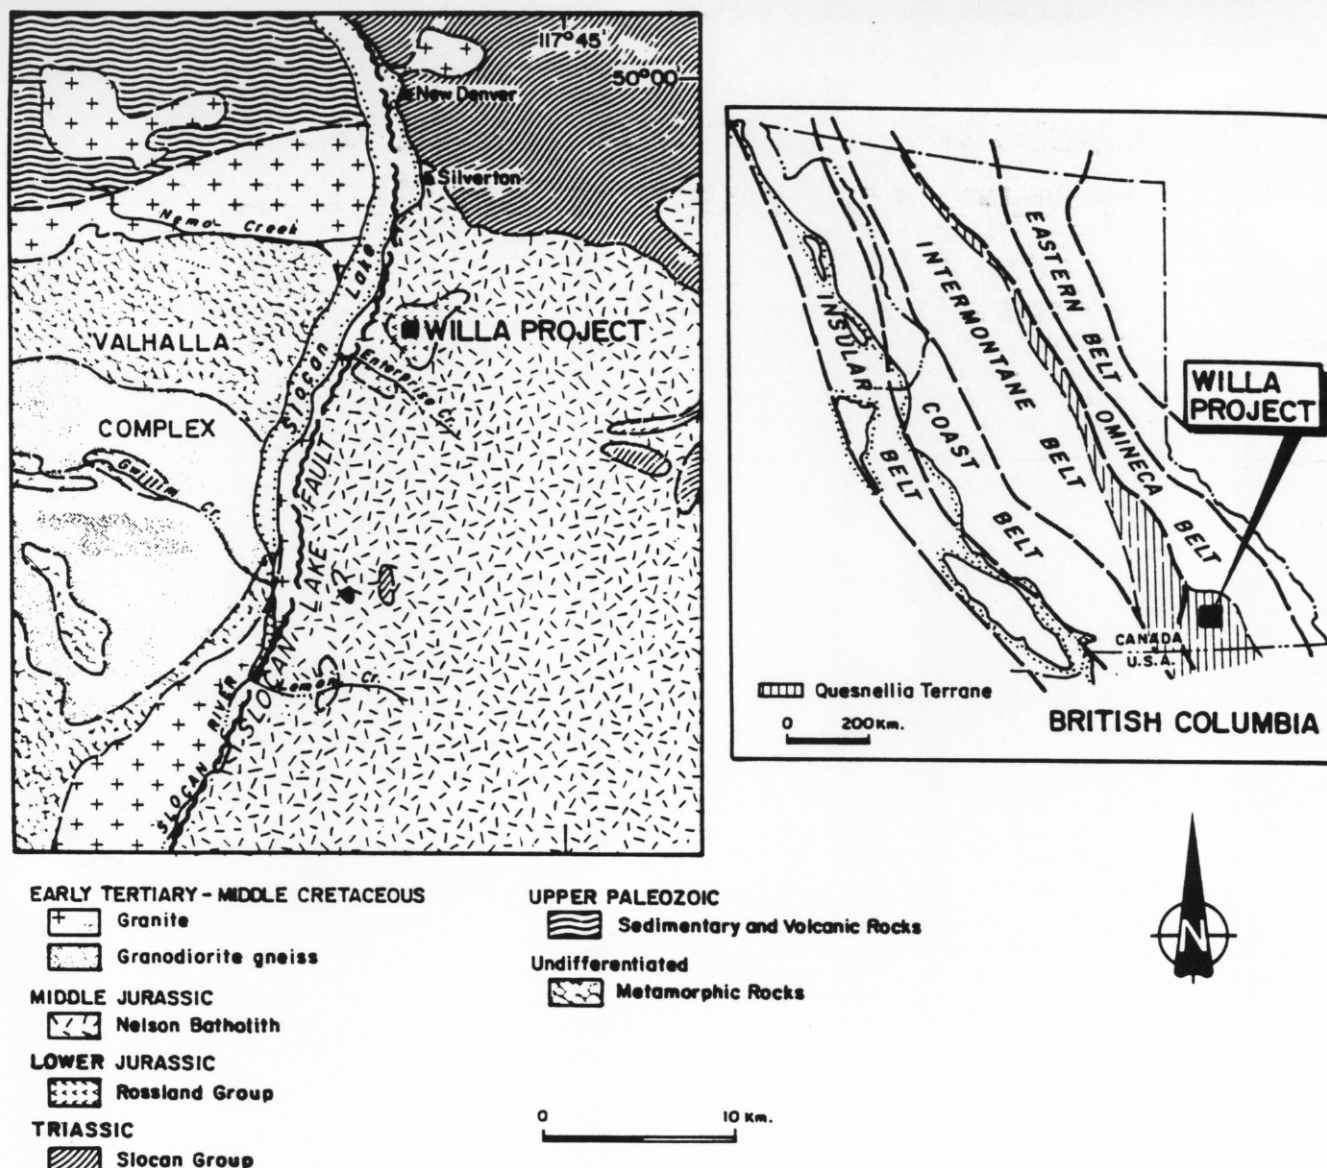 117° 45'
50°00'
New Denver
Silverton
Nemo Creek
Slocan Lake
WILLA PROJECT
VALHALLA
Enterprise Cr.
COMPLEX
Gwillim Cr.
SLOCAN LAKE FAULT
Lemon Cr.
SLOCAN RIVER
EASTERN BELT
INTERMONTANE BELT
INSULAR BELT
COAST BELT
OMINECA BELT
WILLA
PROJECT
CANADA
U.S.A.
Quesnellia Terrane
0 200 Km.
BRITISH COLUMBIA
N
EARLY TERTIARY - MIDDLE CRETACEOUS
Granite
Granodiorite gneiss
MIDDLE JURASSIC
Nelson Batholith
LOWER JURASSIC
Rossland Group
TRIASSIC
Slocan Group
UPPER PALEOZOIC
Sedimentary and Volcanic Rocks
Undifferentiated
Metamorphic Rocks
0 10 Km.